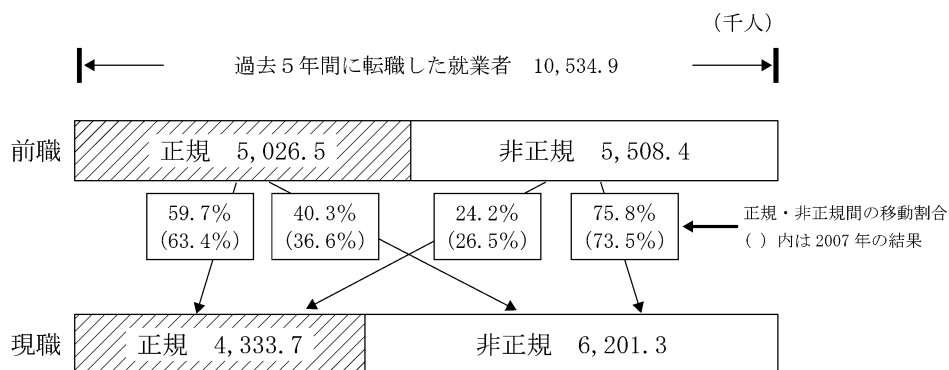 （千人）
過去５年間に転職した就業者　10,534.9
前職
正規　5,026.5
非正規　5,508.4
59.7%
(63.4%)
40.3%
(36.6%)
24.2%
(26.5%)
75.8%
(73.5%)
正規・非正規間の移動割合
( ) 内は 2007 年の結果
現職
正規　4,333.7
非正規　6,201.3